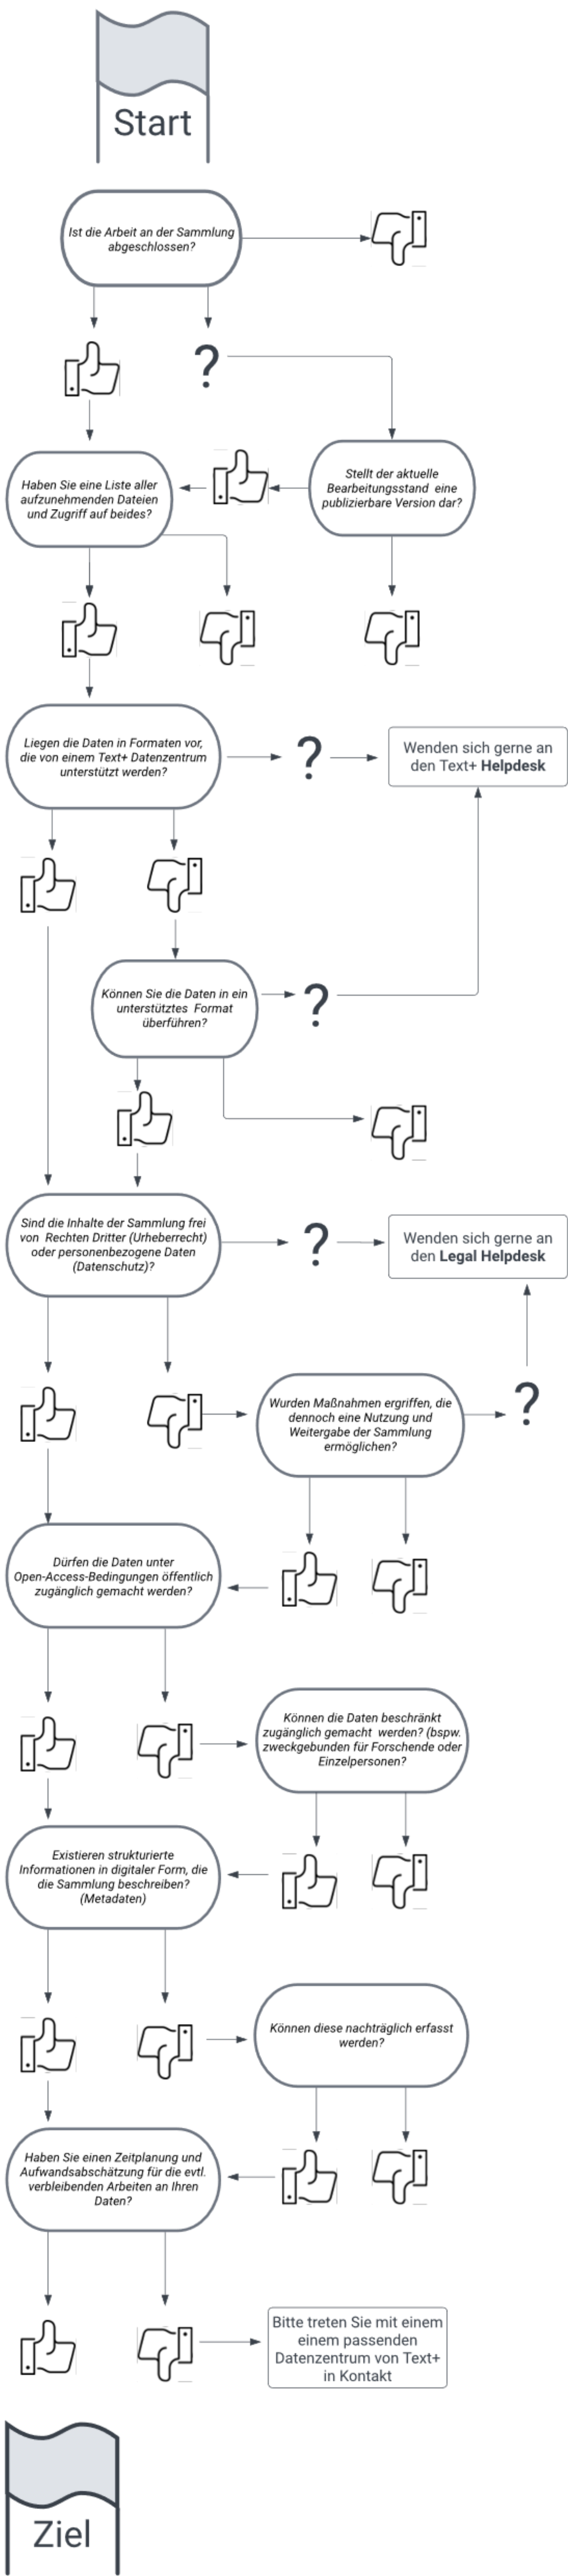 Start
Ist die Arbeit an der Sammlung
abgeschlossen?
?
Haben Sie eine Liste aller
aufzunehmenden Dateien
und Zugriff auf beides?
Stellt der aktuelle
Bearbeitungsstand eine
publizierbare Version dar?
Liegen die Daten in Formaten vor,
die von einem Text+ Datenzentrum
unterstützt werden?
?
Wenden sich gerne an
den Text+ Helpdesk
Können Sie die Daten in ein
unterstütztes Format
überführen?
?
Sind die Inhalte der Sammlung frei
von Rechten Dritter (Urheberrecht)
oder personenbezogene Daten
(Datenschutz)?
?
Wenden sich gerne an
den Legal Helpdesk
Wurden Maßnahmen ergriffen, die
dennoch eine Nutzung und
Weitergabe der Sammlung
ermöglichen?
?
Dürfen die Daten unter
Open-Access-Bedingungen öffentlich
zugänglich gemacht werden?
Können die Daten beschränkt
zugänglich gemacht werden? (bspw.
zweckgebunden für Forschende oder
Einzelpersonen?
Existieren strukturierte
Informationen in digitaler Form, die
die Sammlung beschreiben?
(Metadaten)
Können diese nachträglich erfasst
werden?
Haben Sie einen Zeitplanung und
Aufwandsabschätzung für die evtl.
verbleibenden Arbeiten an Ihren
Daten?
Bitte treten Sie mit einem
einem passenden
Datenzentrum von Text+
in Kontakt
Ziel